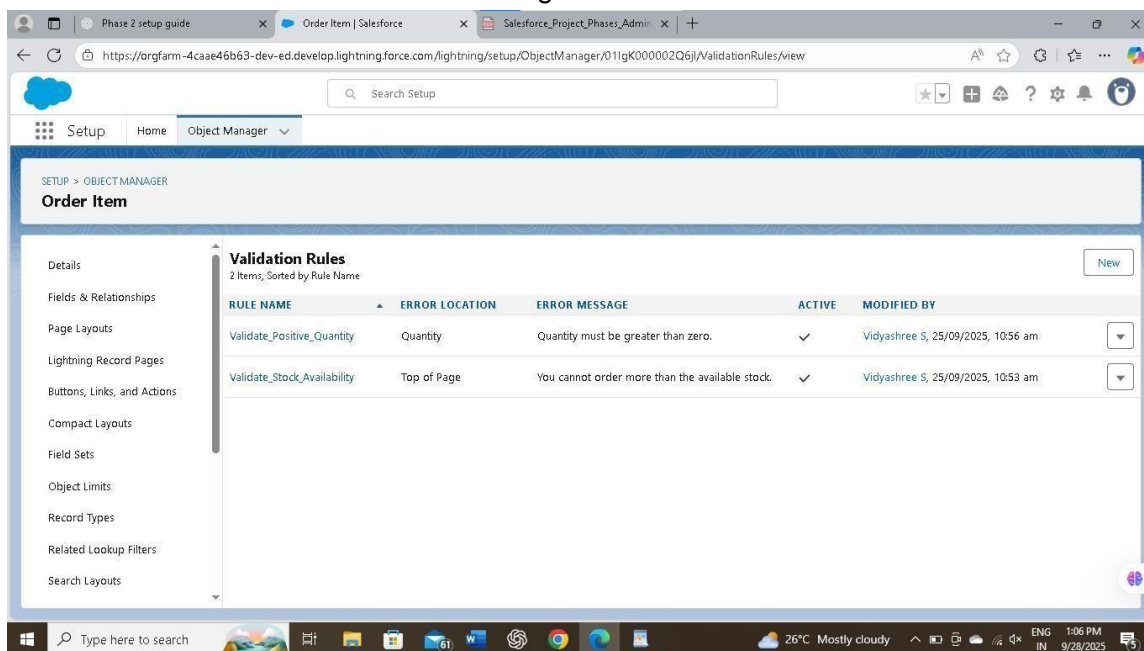 Phase 2 setup guide
Order Item | Salesforce
Salesforce_Project_Phases_Admin
https://orgfarm-4caae46b63-dev-ed.develop.lightning.force.com/lightning/setup/ObjectManager/01IgK000002Q6jl/ValidationRules/view
Search Setup
Setup Home Object Manager
SETUP > OBJECT MANAGER
Order Item
Details
Fields & Relationships
Page Layouts
Lightning Record Pages
Buttons, Links, and Actions
Compact Layouts
Field Sets
Object Limits
Record Types
Related Lookup Filters
Search Layouts
Validation Rules
2 Items, Sorted by Rule Name
New
RULE NAME ERROR LOCATION ERROR MESSAGE ACTIVE MODIFIED BY
Validate_Positive_Quantity Quantity Quantity must be greater than zero. Vidyashree S, 25/09/2025, 10:56 am
Validate_Stock_Availability Top of Page You cannot order more than the available stock. Vidyashree S, 25/09/2025, 10:53 am
Type here to search
61
26°C Mostly cloudy
ENG
IN
1:06 PM
9/28/2025
5